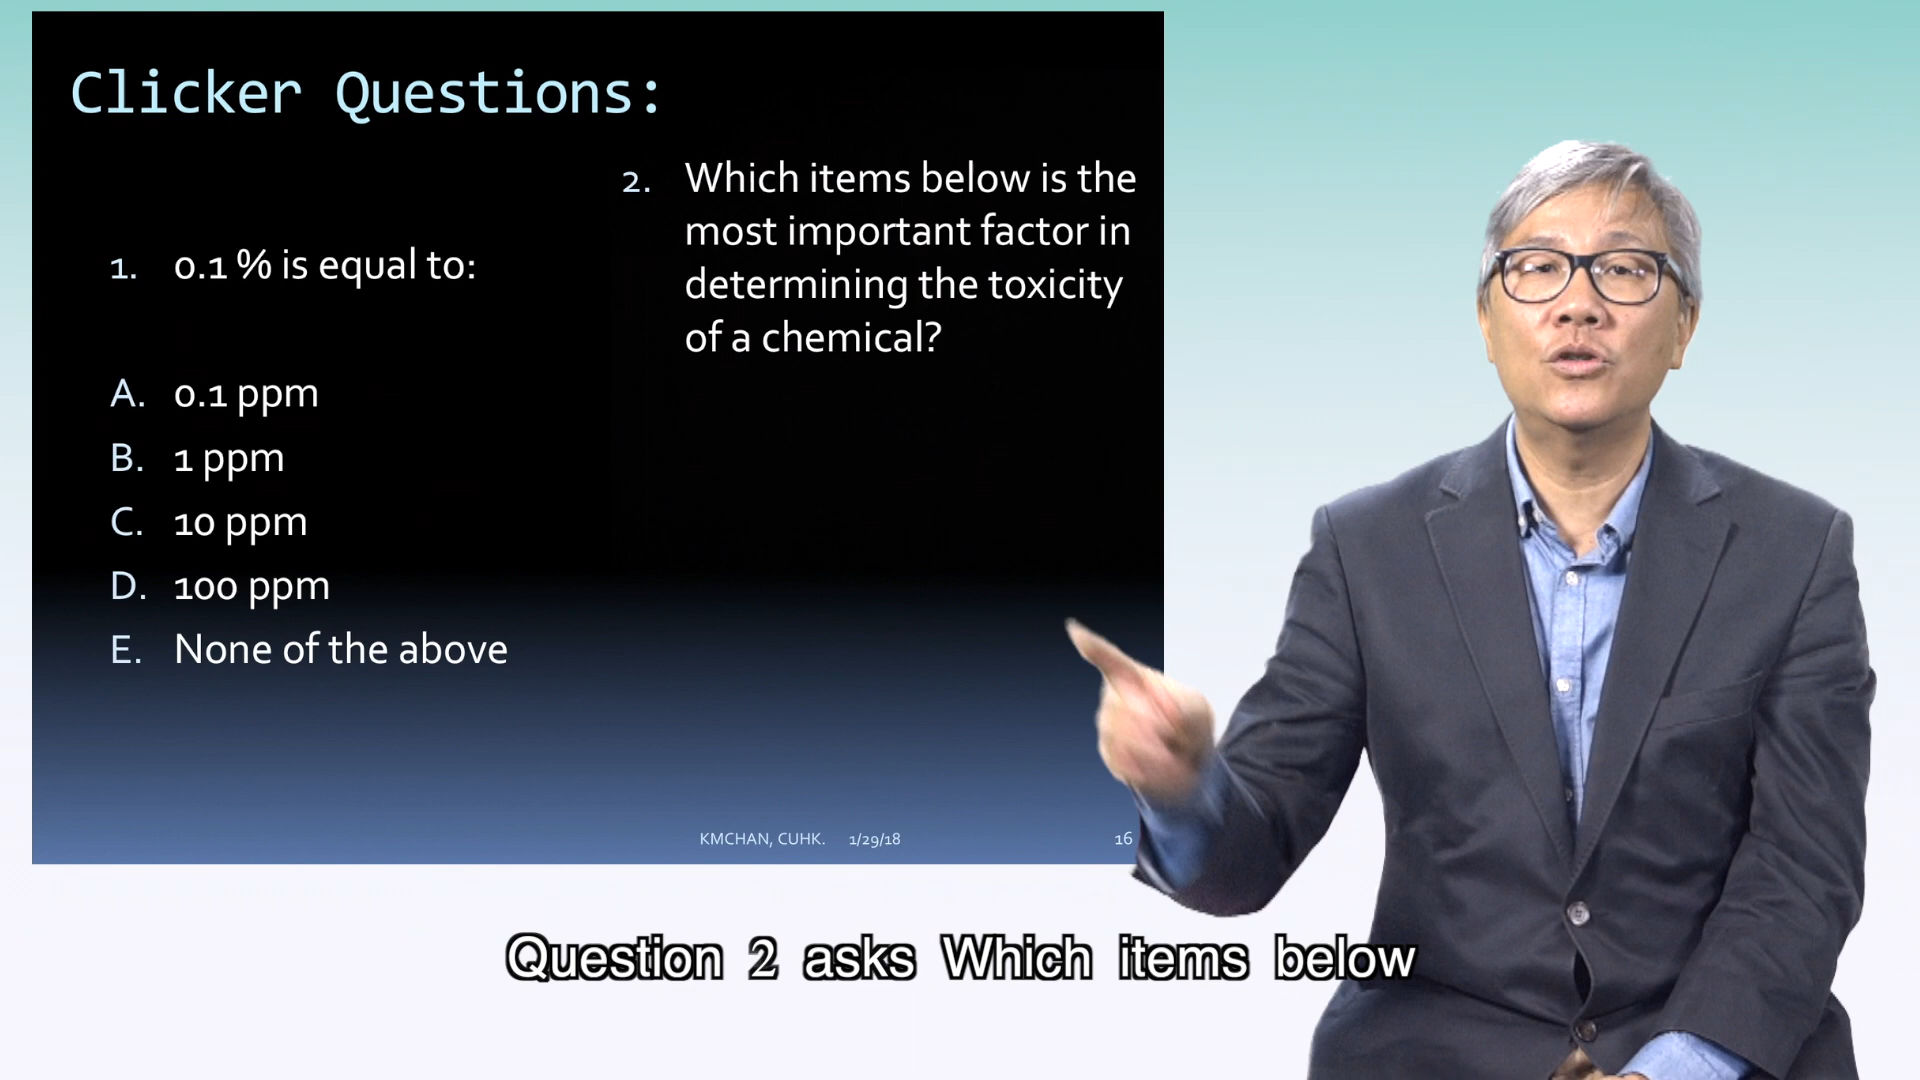 Clicker Questions:
1. 0.1 % is equal to:
A. 0.1 ppm
B. 1 ppm
C. 10 ppm
D. 100 ppm
E. None of the above
2. Which items below is the
most important factor in
determining the toxicity
of a chemical?
KMCHAN, CUHK. 1/29/18 16
Question 2 asks Which items below